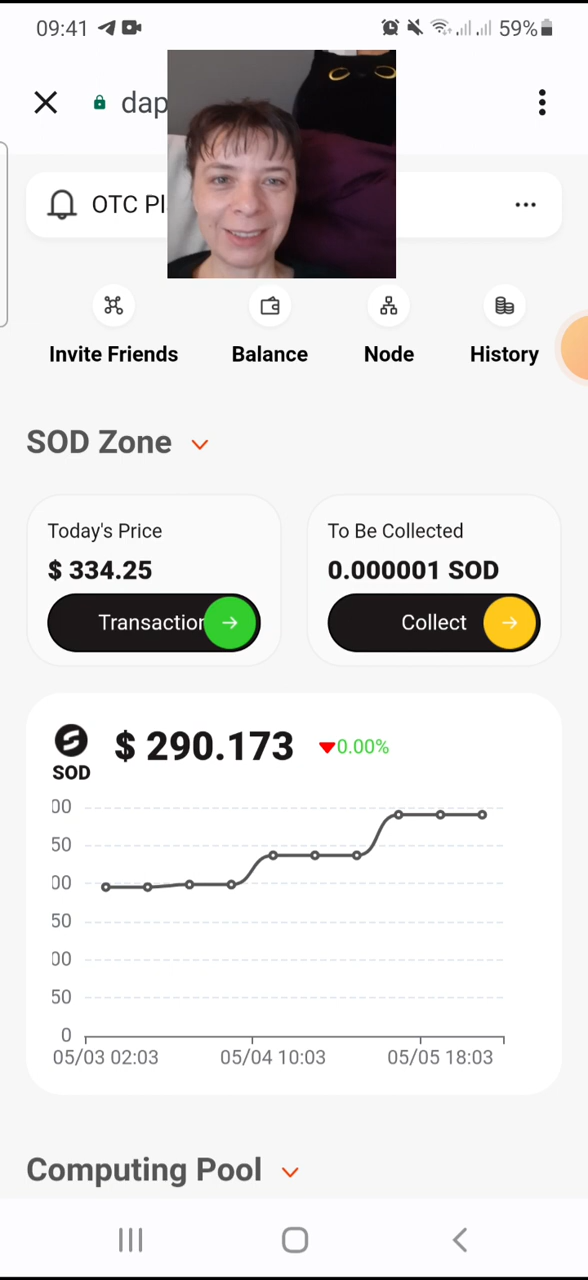 09:41
59%
dap
OTC Pl
...
Invite Friends
Balance
Node
History
SOD Zone
Today's Price
$ 334.25
Transaction
To Be Collected
0.000001 SOD
Collect
SOD
$ 290.173
0.00%
00
50
00
50
00
50
0
05/03 02:03
05/04 10:03
05/05 18:03
Computing Pool